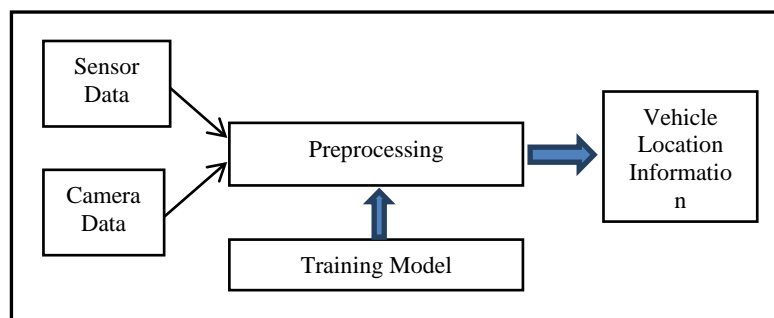 Sensor
Data
Camera
Data
Preprocessing
Training Model
Vehicle
Location
Informatio
n